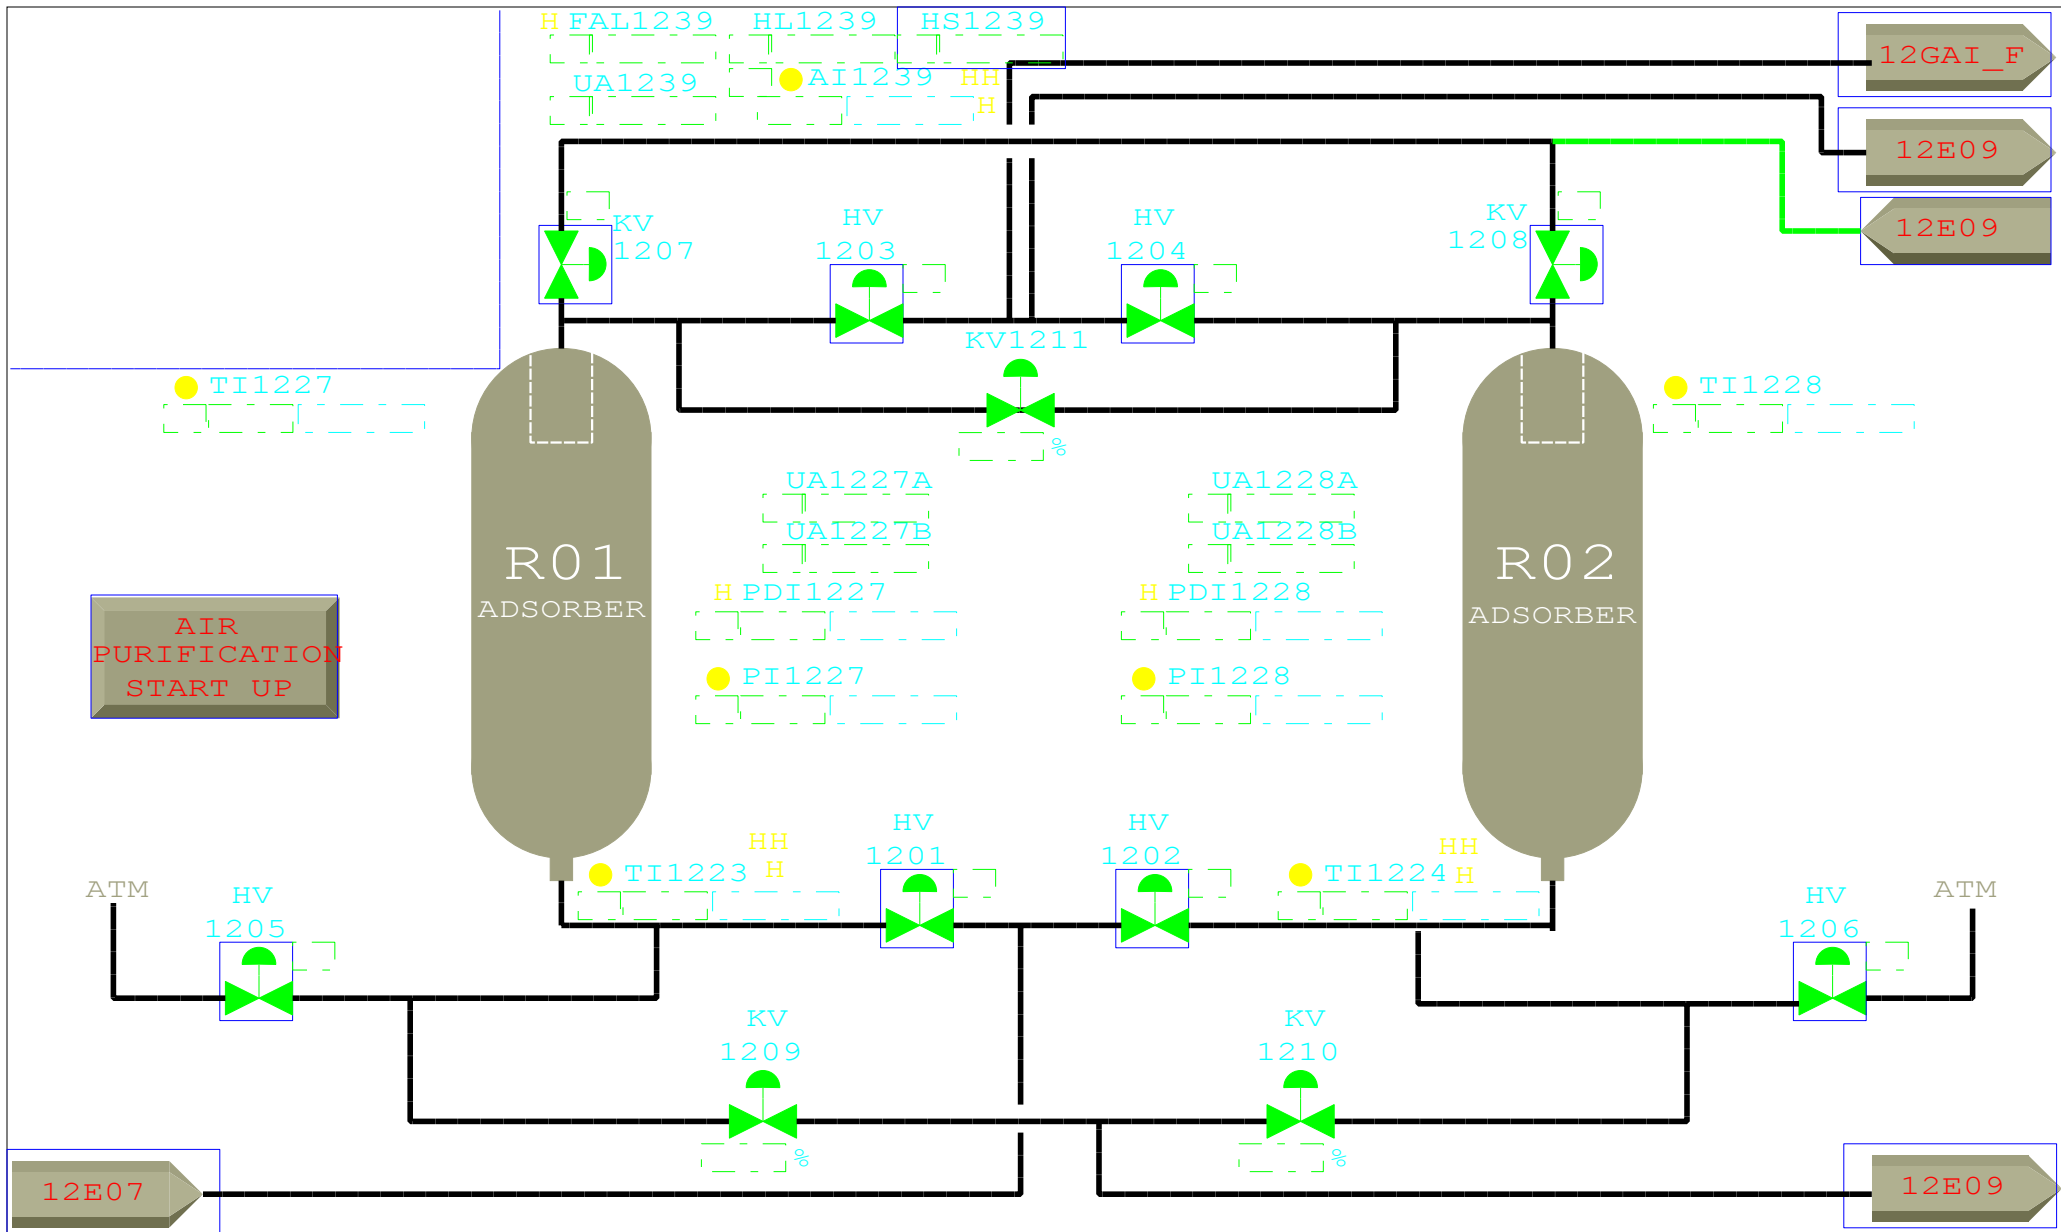 H FAL1239 HL1239 HS1239
12GAI_F
UA1239 AI1239 HH
H
12E09
KV
1207
HV
1203
HV
1204
KV
1208
12E09
KV1211
TI1227
TI1228
%
UA1227A UA1228A
UA1227B UA1228B
R01
ADSORBER
R02
ADSORBER
H PDI1227 H PDI1228
AIR
PURIFICATION
START UP
PI1227 PI1228
HV
1201
HV
1202
HH
H
TI1223
HH
H
TI1224
ATM
HV
1205
HV
1206
ATM
KV
1209
KV
1210
%
%
12E07
12E09